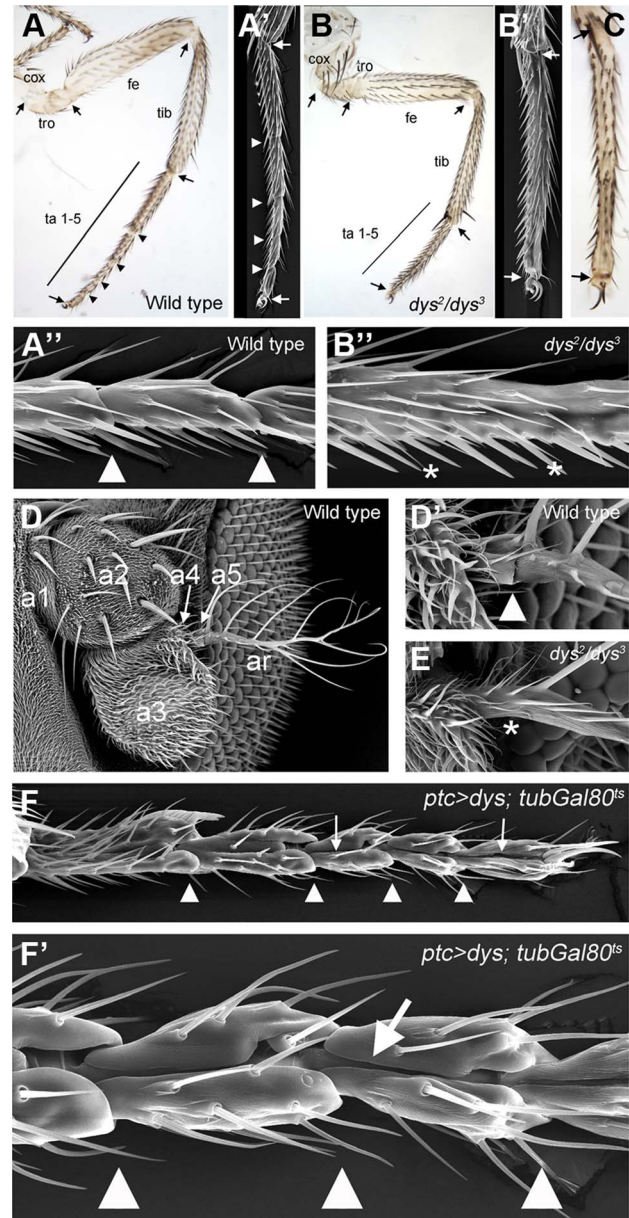 A
cox
tro
fe
tib
ta 1-5
Wild type
A'
B
cox
tro
fe
tib
ta 1-5
dys²/dys³
B'
C
A''
Wild type
B''
dys²/dys³
*
*
D
Wild type
a1
a2
a4
a5
a3
ar
D'
Wild type
E
dys²/dys³
*
F
ptc>dys; tubGal80ᵗˢ
F'
ptc>dys; tubGal80ᵗˢ